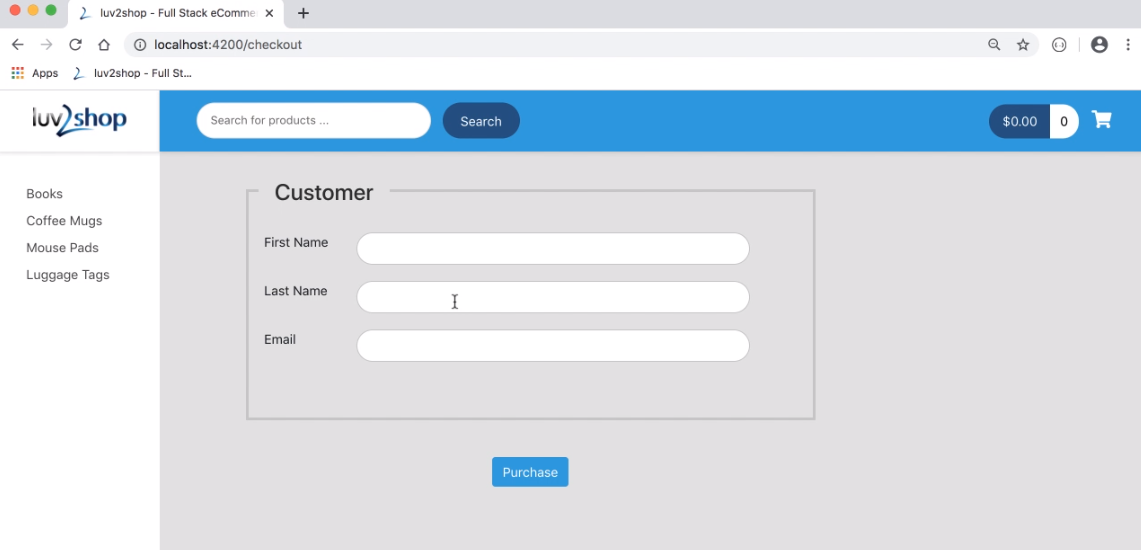 luv2shop - Full Stack eComme
localhost:4200/checkout
Apps luv2shop - Full St...
luv2shop
Search for products ... Search $0.00 0
Books
Coffee Mugs
Mouse Pads
Luggage Tags
Customer
First Name
Last Name
Email
Purchase